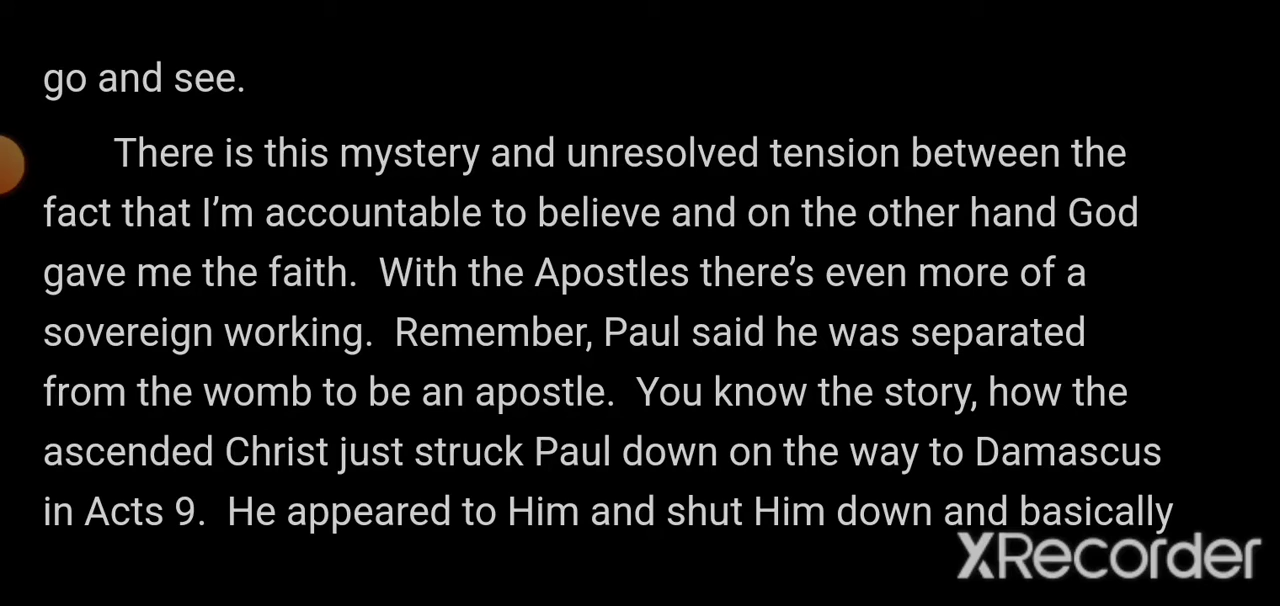 go and see.
There is this mystery and unresolved tension between the
fact that I’m accountable to believe and on the other hand God
gave me the faith.  With the Apostles there’s even more of a
sovereign working.  Remember, Paul said he was separated
from the womb to be an apostle.  You know the story, how the
ascended Christ just struck Paul down on the way to Damascus
in Acts 9.  He appeared to Him and shut Him down and basically
XRecorder